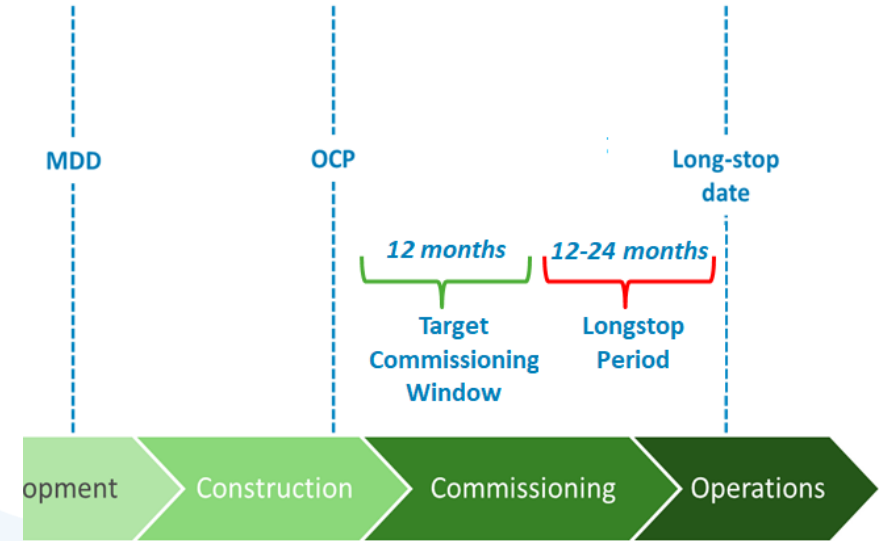 MDD
OCP
Long-stop
date
12 months
12-24 months
Target
Commissioning
Window
Longstop
Period
opment
Construction
Commissioning
Operations